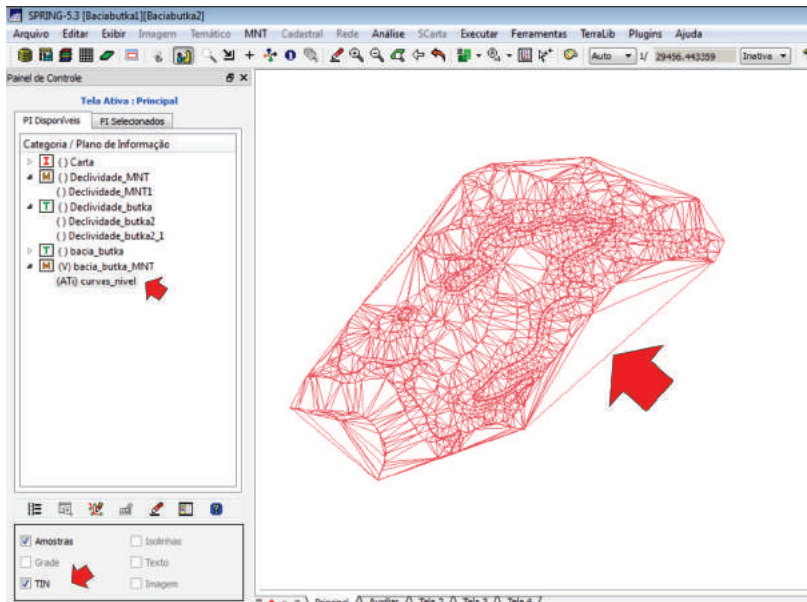 SPRING-5.3 [Baciabutka1][Baciabutka2]
Arquivo Editar Exibir Imagem Temático MNT Cadastral Rede Análise SCarta Executar Ferramentas TerraLib Plugins Ajuda
Auto 1/ 29456.443359 Inativa
Painel de Controle
Tela Ativa : Principal
PI Disponíveis PI Selecionados
Categoria / Plano de Informação
I () Carta
M () Declividade_MNT
() Declividade_MNT1
T () Declividade_butka
() Declividade_butka2
() Declividade_butka2_1
T () bacia_butka
M (V) bacia_butka_MNT
(ATi) curvas_nivel
Amostras Isolinhas
Grade Texto
TIN Imagem
Principal Auxiliar Tela 2 Tela 3 Tela 4